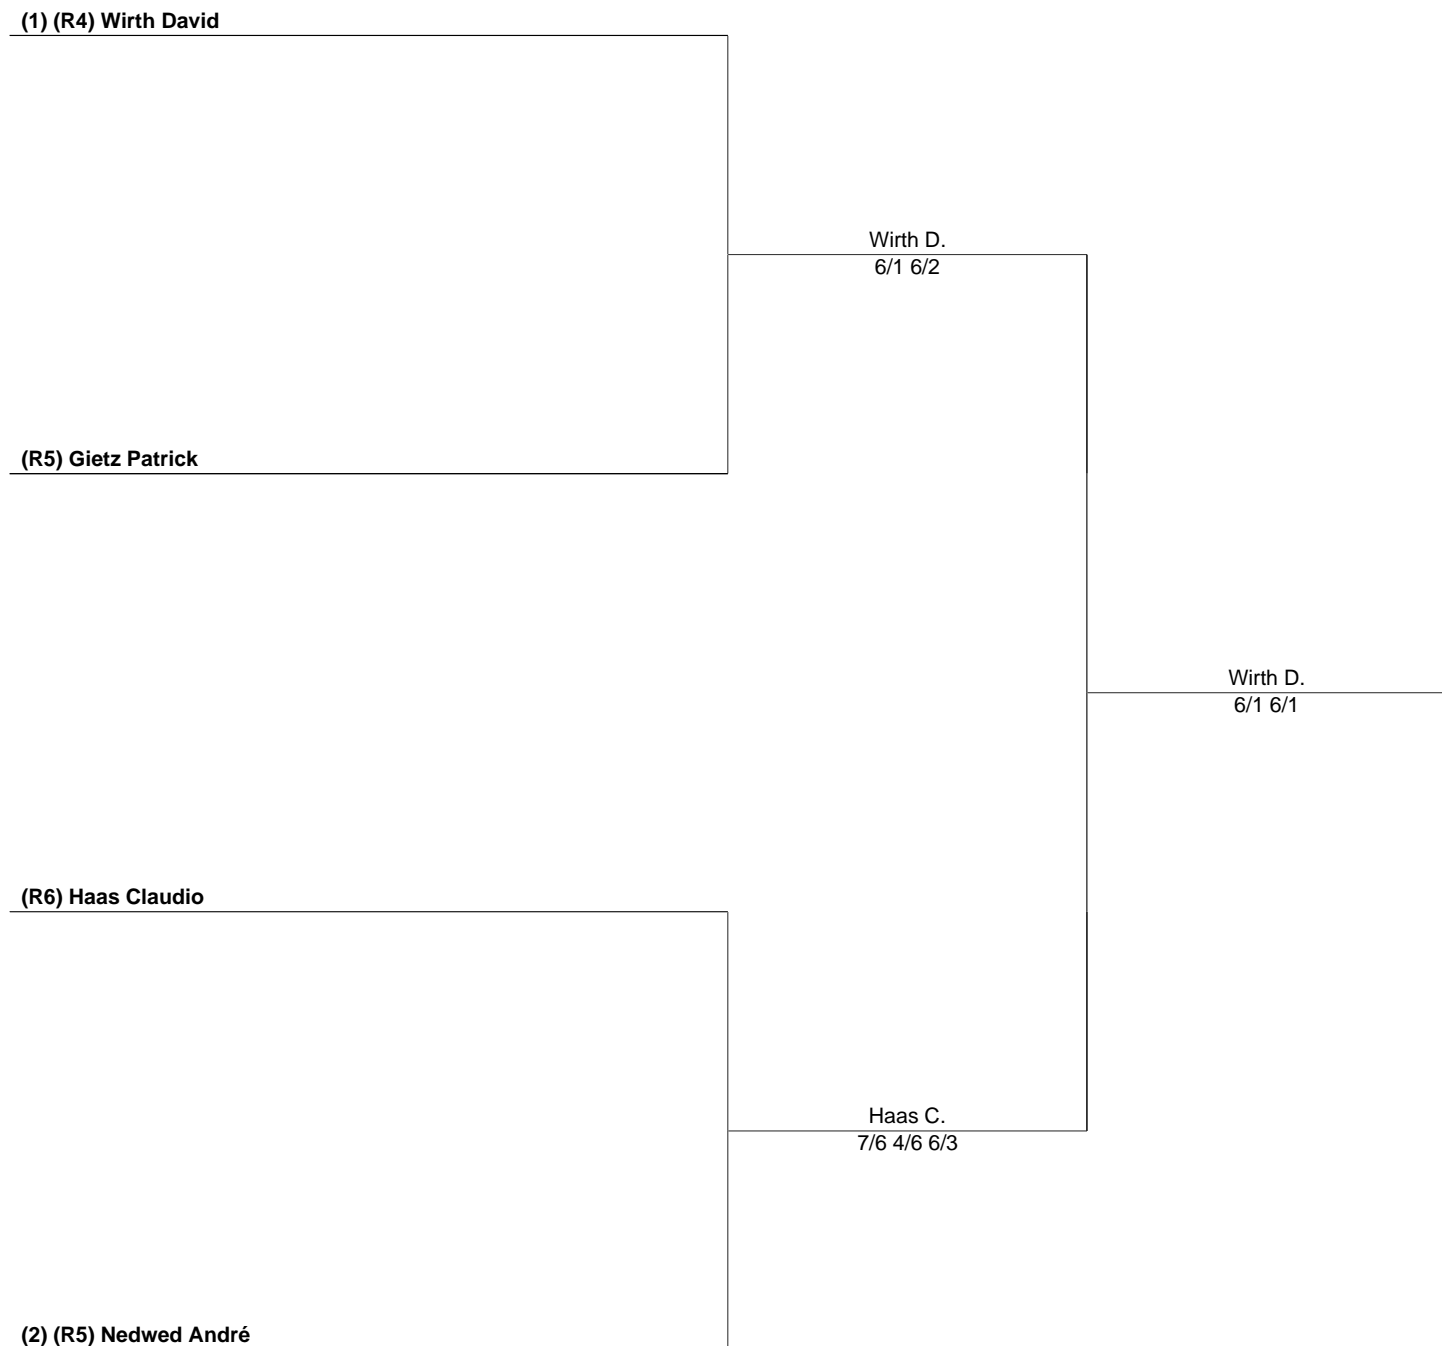 (1) (R4) Wirth David
Wirth D.
6/1 6/2
(R5) Gietz Patrick
Wirth D.
6/1 6/1
(R6) Haas Claudio
Haas C.
7/6 4/6 6/3
(2) (R5) Nedwed André